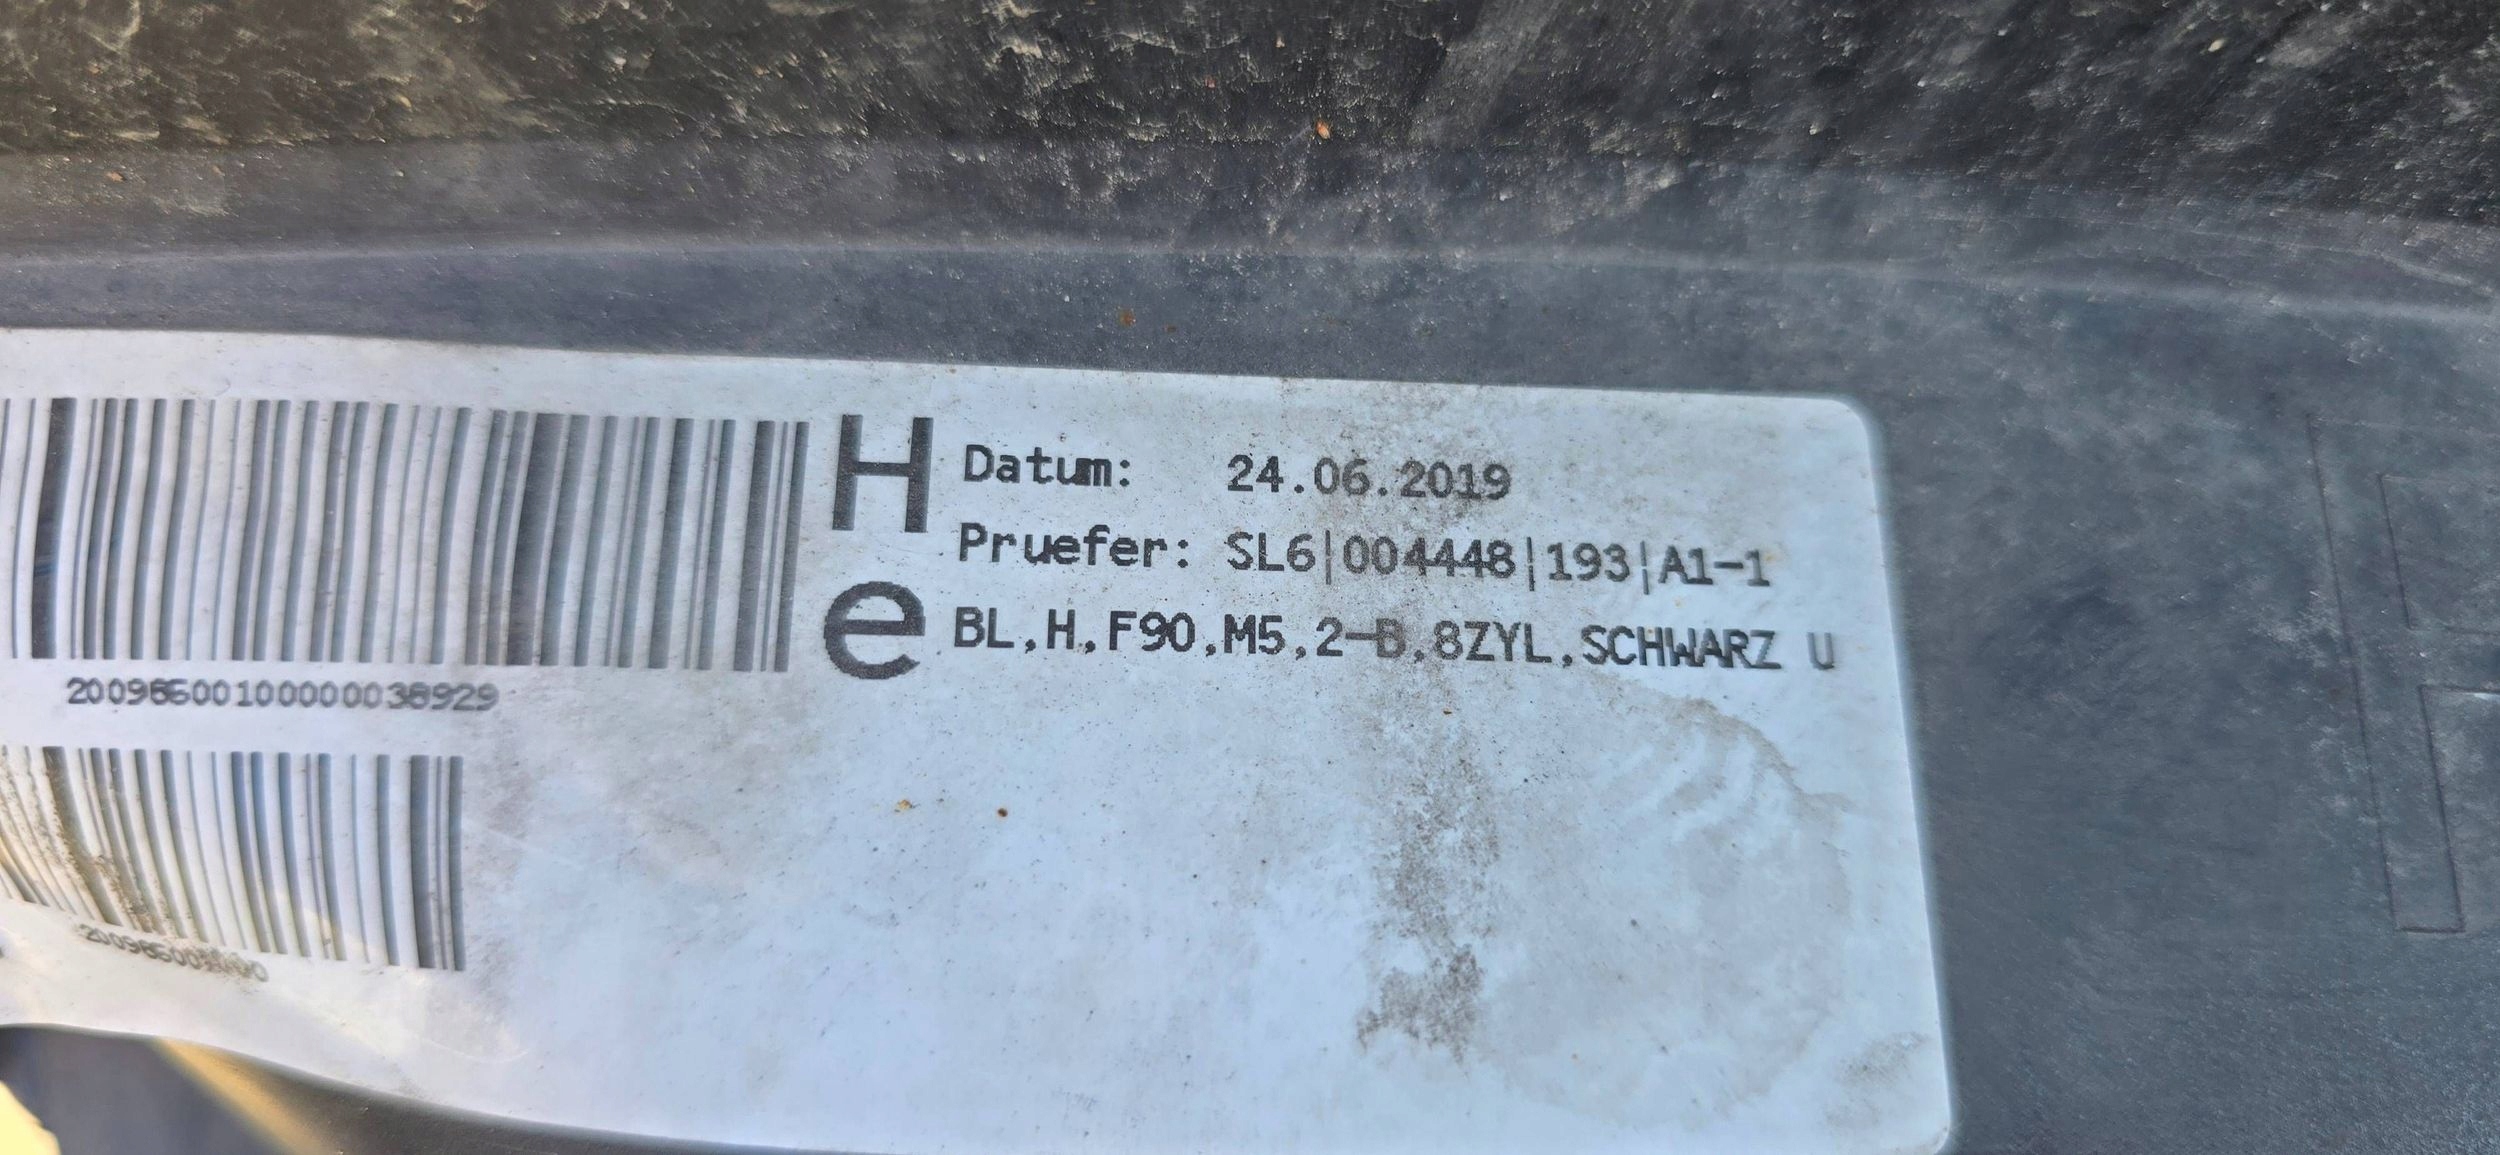 H
Datum: 24.06.2019
Pruefer: SL6|004448|193|A1-1
e
BL,H,F90,M5,2-B,8ZYL,SCHWARZ U
20096500100000038929